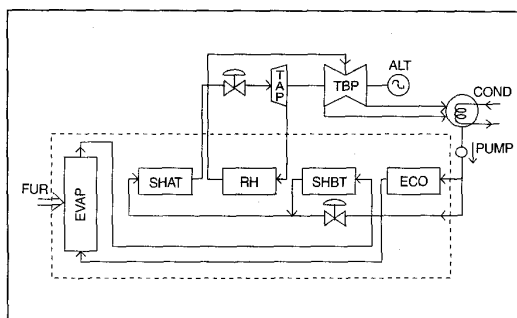 ALT
TAP
TBP
COND
PUMP
SHAT
RH
SHBT
ECO
FUR
EVAP